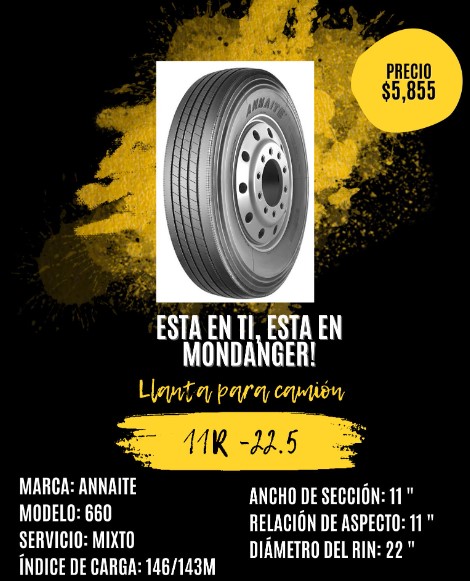 PRECIO
$5,855
ANNAITE
ESTA EN TI, ESTA EN
MONDANGER!
Llanta para camión
11R -22.5
MARCA: ANNAITE
MODELO: 660
SERVICIO: MIXTO
ÍNDICE DE CARGA: 146/143M
ANCHO DE SECCIÓN: 11 "
RELACIÓN DE ASPECTO: 11 "
DIÁMETRO DEL RIN: 22 "